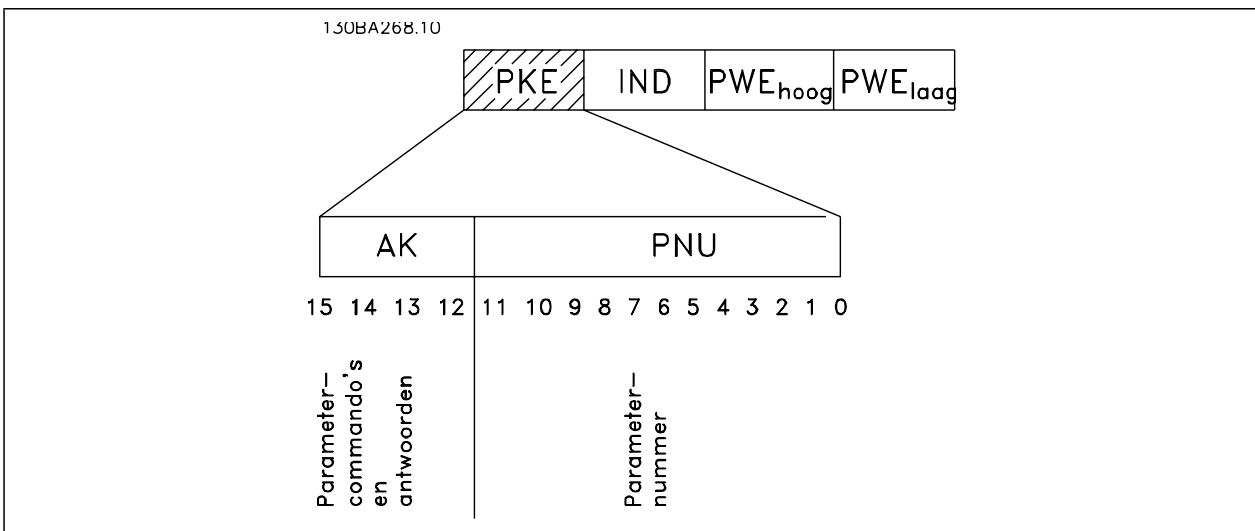 130BA268.10
PKE IND PWEhoog PWElaag
AK PNU
15 14 13 12 11 10 9 8 7 6 5 4 3 2 1 0
Parameter-
commando's
en
antwoorden
Parameter-
nummer